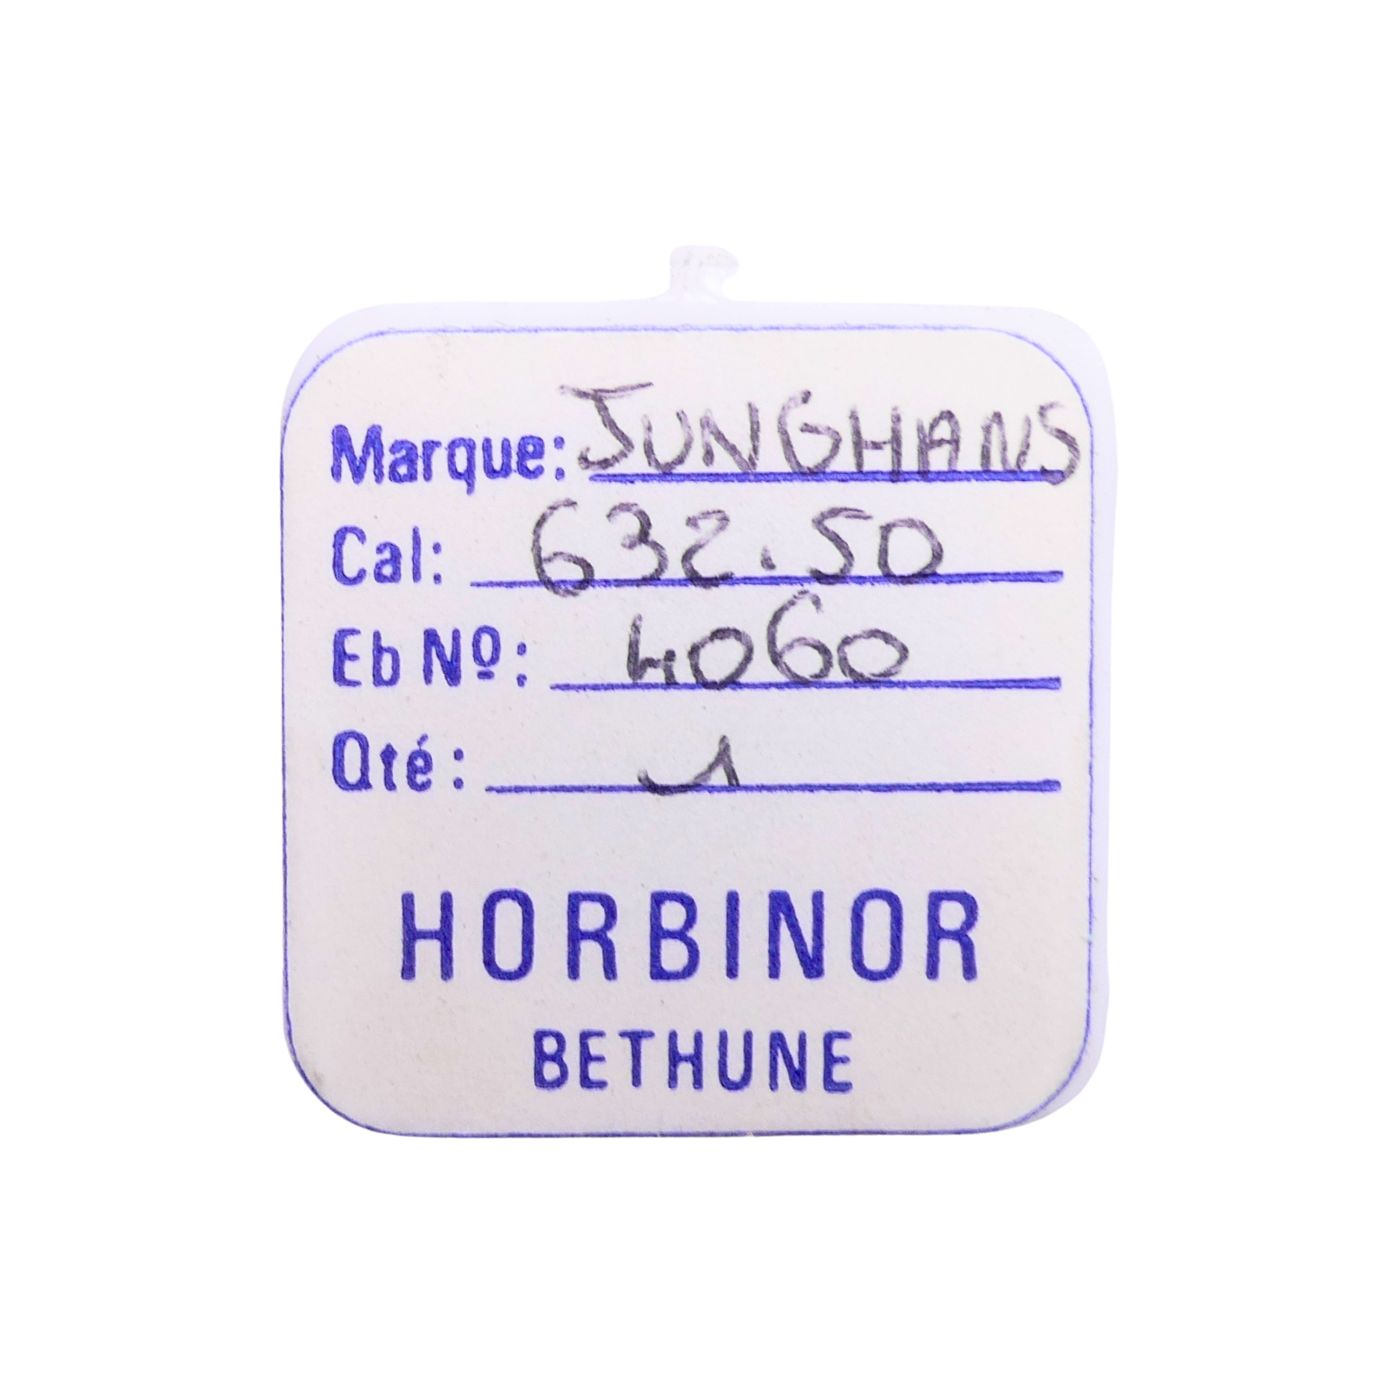 Marque: JUNGHANS
Cal: 632.50
Eb Nº: 4060
Qté: 1
HORBINOR
BETHUNE